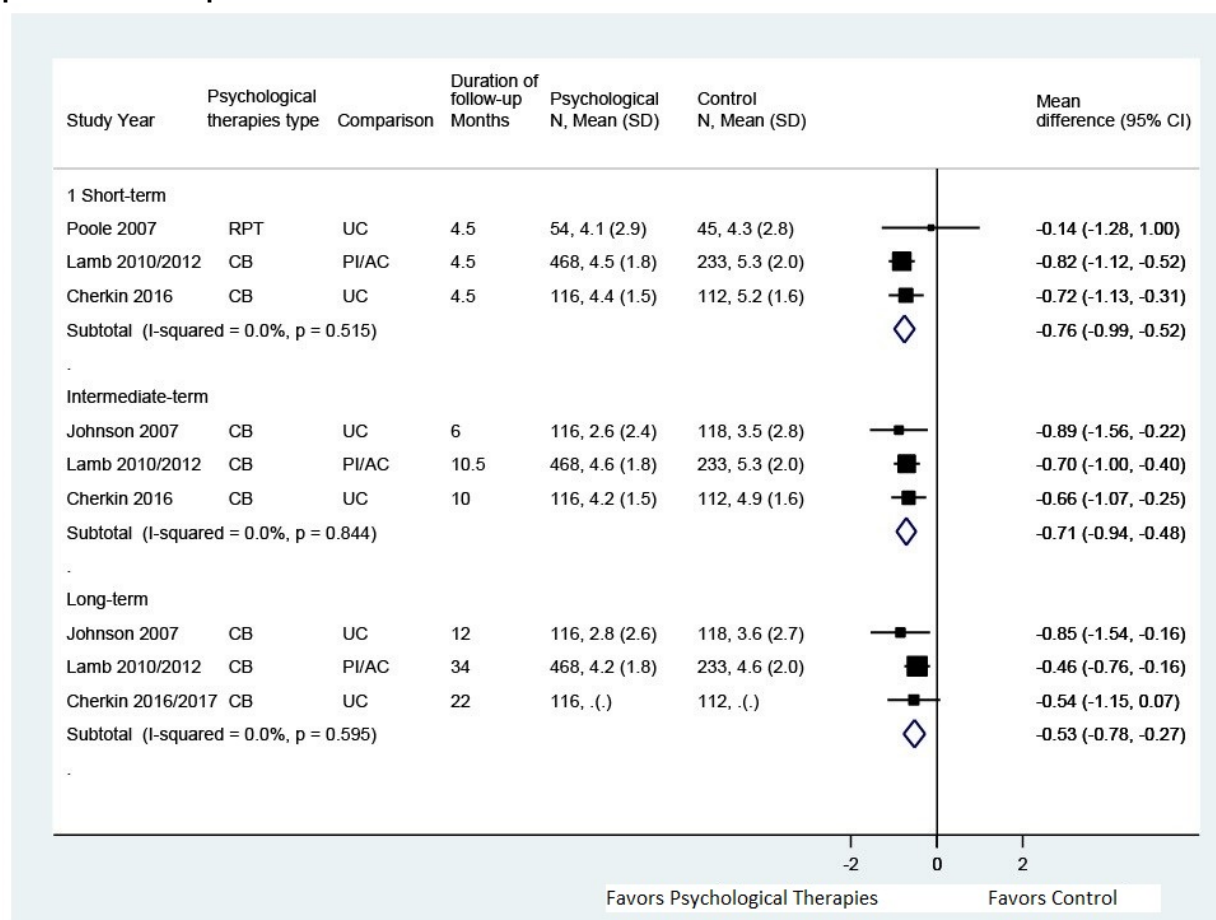 Study Year Psychological therapies type Comparison Duration of follow-up Months Psychological N, Mean (SD) Control N, Mean (SD) Mean difference (95% CI)
1 Short-term
Poole 2007 RPT UC 4.5 54, 4.1 (2.9) 45, 4.3 (2.8) -0.14 (-1.28, 1.00)
Lamb 2010/2012 CB PI/AC 4.5 468, 4.5 (1.8) 233, 5.3 (2.0) -0.82 (-1.12, -0.52)
Cherkin 2016 CB UC 4.5 116, 4.4 (1.5) 112, 5.2 (1.6) -0.72 (-1.13, -0.31)
Subtotal (I-squared = 0.0%, p = 0.515) -0.76 (-0.99, -0.52)
.
Intermediate-term
Johnson 2007 CB UC 6 116, 2.6 (2.4) 118, 3.5 (2.8) -0.89 (-1.56, -0.22)
Lamb 2010/2012 CB PI/AC 10.5 468, 4.6 (1.8) 233, 5.3 (2.0) -0.70 (-1.00, -0.40)
Cherkin 2016 CB UC 10 116, 4.2 (1.5) 112, 4.9 (1.6) -0.66 (-1.07, -0.25)
Subtotal (I-squared = 0.0%, p = 0.844) -0.71 (-0.94, -0.48)
.
Long-term
Johnson 2007 CB UC 12 116, 2.8 (2.6) 118, 3.6 (2.7) -0.85 (-1.54, -0.16)
Lamb 2010/2012 CB PI/AC 34 468, 4.2 (1.8) 233, 4.6 (2.0) -0.46 (-0.76, -0.16)
Cherkin 2016/2017 CB UC 22 116, .(.) 112, .(.) -0.54 (-1.15, 0.07)
Subtotal (I-squared = 0.0%, p = 0.595) -0.53 (-0.78, -0.27)
.
-2 0 2
Favors Psychological Therapies Favors Control